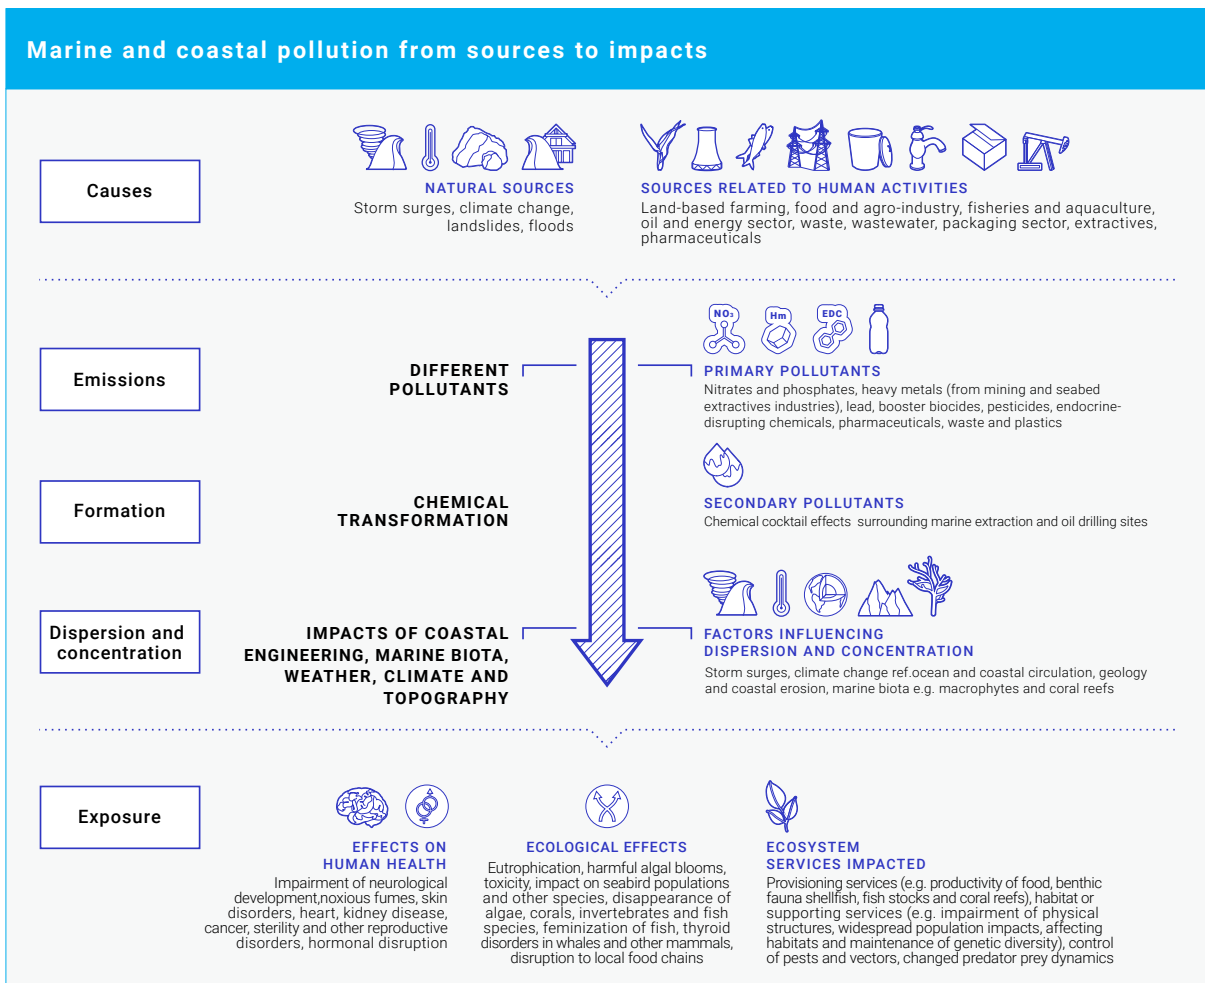 Marine and coastal pollution from sources to impacts
Causes
NATURAL SOURCES
Storm surges, climate change,
landslides, floods
SOURCES RELATED TO HUMAN ACTIVITIES
Land-based farming, food and agro-industry, fisheries and aquaculture,
oil and energy sector, waste, wastewater, packaging sector, extractives,
pharmaceuticals
Emissions
DIFFERENT
POLLUTANTS
NO₃
Hm
EDC
PRIMARY POLLUTANTS
Nitrates and phosphates, heavy metals (from mining and seabed
extractives industries), lead, booster biocides, pesticides, endocrine-
disrupting chemicals, pharmaceuticals, waste and plastics
Formation
CHEMICAL
TRANSFORMATION
SECONDARY POLLUTANTS
Chemical cocktail effects surrounding marine extraction and oil drilling sites
Dispersion and
concentration
IMPACTS OF COASTAL
ENGINEERING, MARINE BIOTA,
WEATHER, CLIMATE AND
TOPOGRAPHY
FACTORS INFLUENCING
DISPERSION AND CONCENTRATION
Storm surges, climate change ref.ocean and coastal circulation, geology
and coastal erosion, marine biota e.g. macrophytes and coral reefs
Exposure
EFFECTS ON
HUMAN HEALTH
Impairment of neurological
development,noxious fumes, skin
disorders, heart, kidney disease,
cancer, sterility and other reproductive
disorders, hormonal disruption
ECOLOGICAL EFFECTS
Eutrophication, harmful algal blooms,
toxicity, impact on seabird populations
and other species, disappearance of
algae, corals, invertebrates and fish
species, feminization of fish, thyroid
disorders in whales and other mammals,
disruption to local food chains
ECOSYSTEM
SERVICES IMPACTED
Provisioning services (e.g. productivity of food, benthic
fauna shellfish, fish stocks and coral reefs), habitat or
supporting services (e.g. impairment of physical
structures, widespread population impacts, affecting
habitats and maintenance of genetic diversity), control
of pests and vectors, changed predator prey dynamics